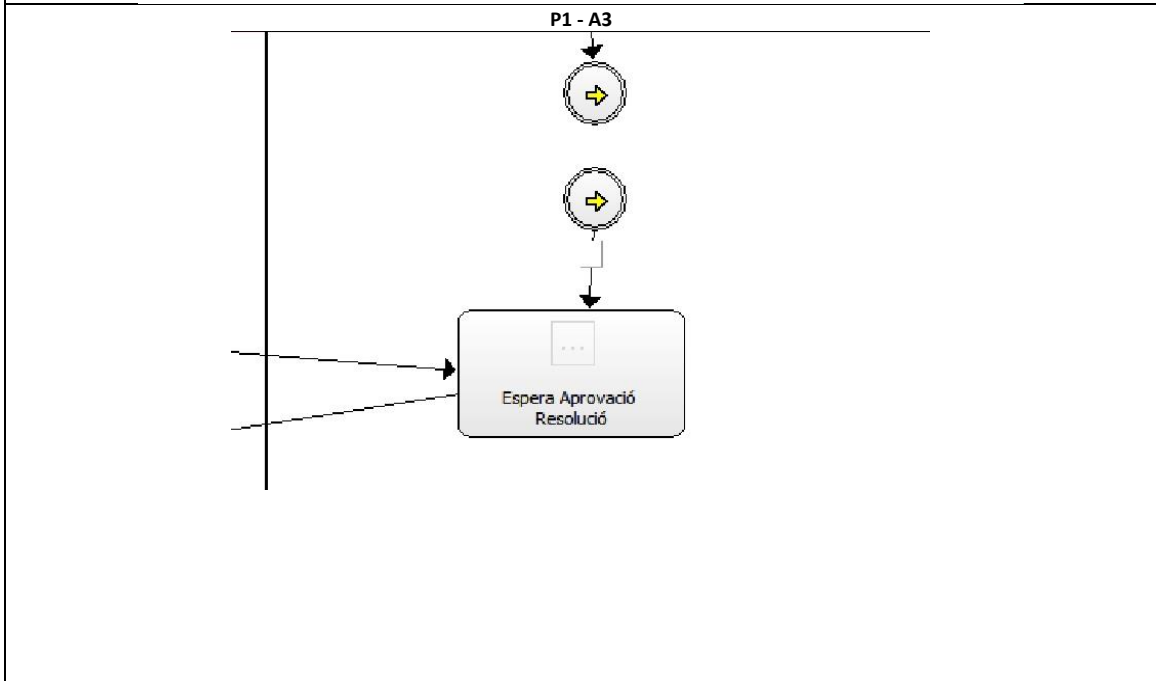 P1 - A3
...
Espera Aprovació
Resolució